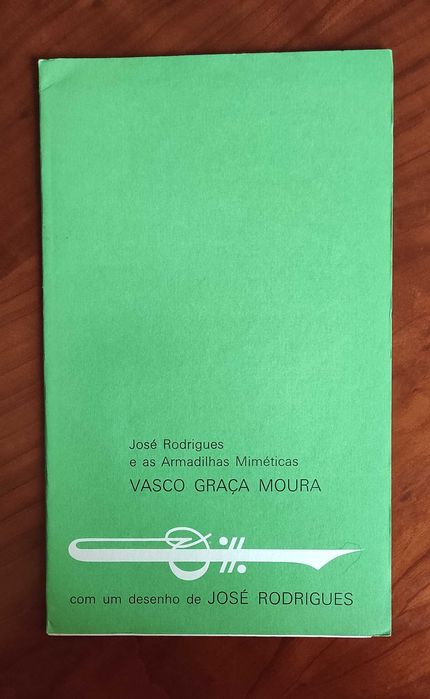 José Rodrigues
e as Armadilhas Miméticas
VASCO GRAÇA MOURA
com um desenho de JOSÉ RODRIGUES